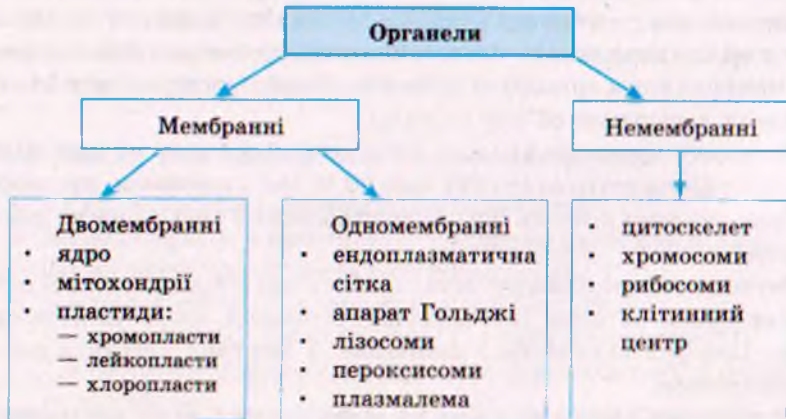 Органели
Мембранні
Немембранні
Двомембранні
• ядро
• мітохондрії
• пластиди:
— хромопласти
— лейкопласти
— хлоропласти
Одномембранні
• ендоплазматична
сітка
• апарат Гольджі
• лізосоми
• пероксисоми
• плазмалема
• цитоскелет
• хромосоми
• рибосоми
• клітинний
центр